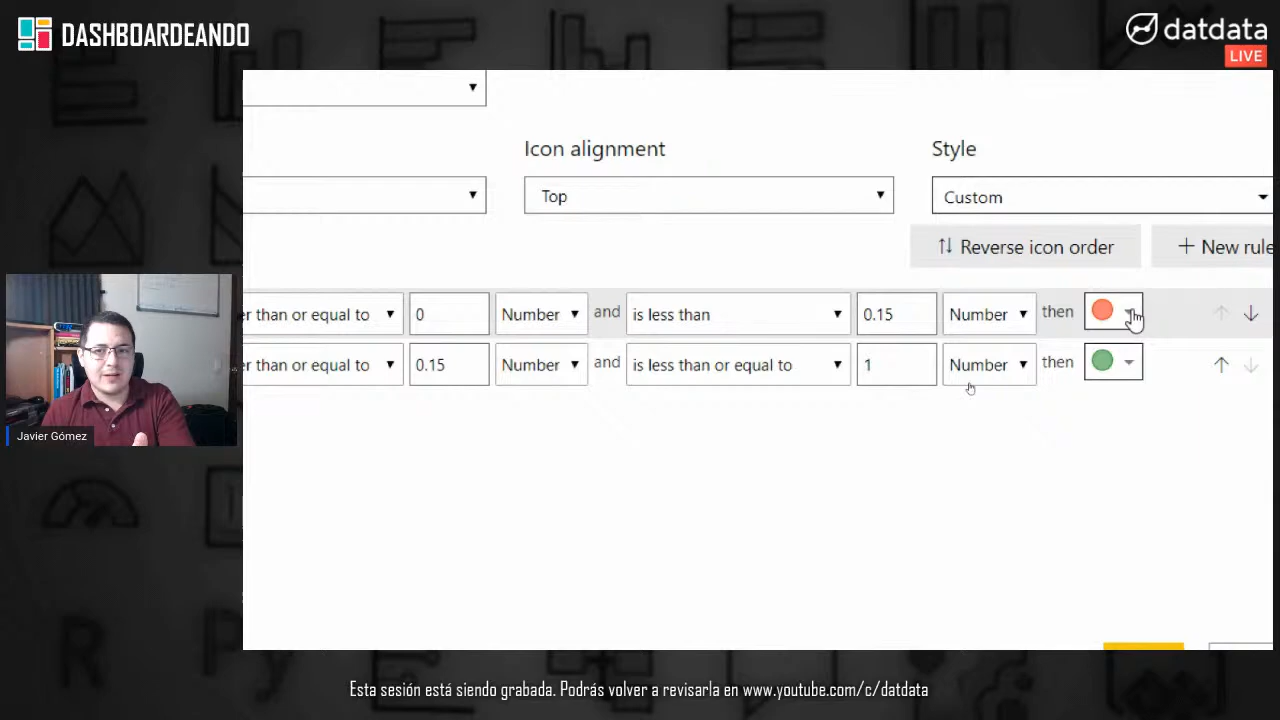 DASHBOARDEANDO
datdata
LIVE
Icon alignment
Style
Top
Custom
Reverse icon order
+ New rule
than or equal to 0 Number and is less than 0.15 Number then
than or equal to 0.15 Number and is less than or equal to 1 Number then
Javier Gómez
R
Py
Esta sesión está siendo grabada. Podrás volver a revisarla en www.youtube.com/c/datdata